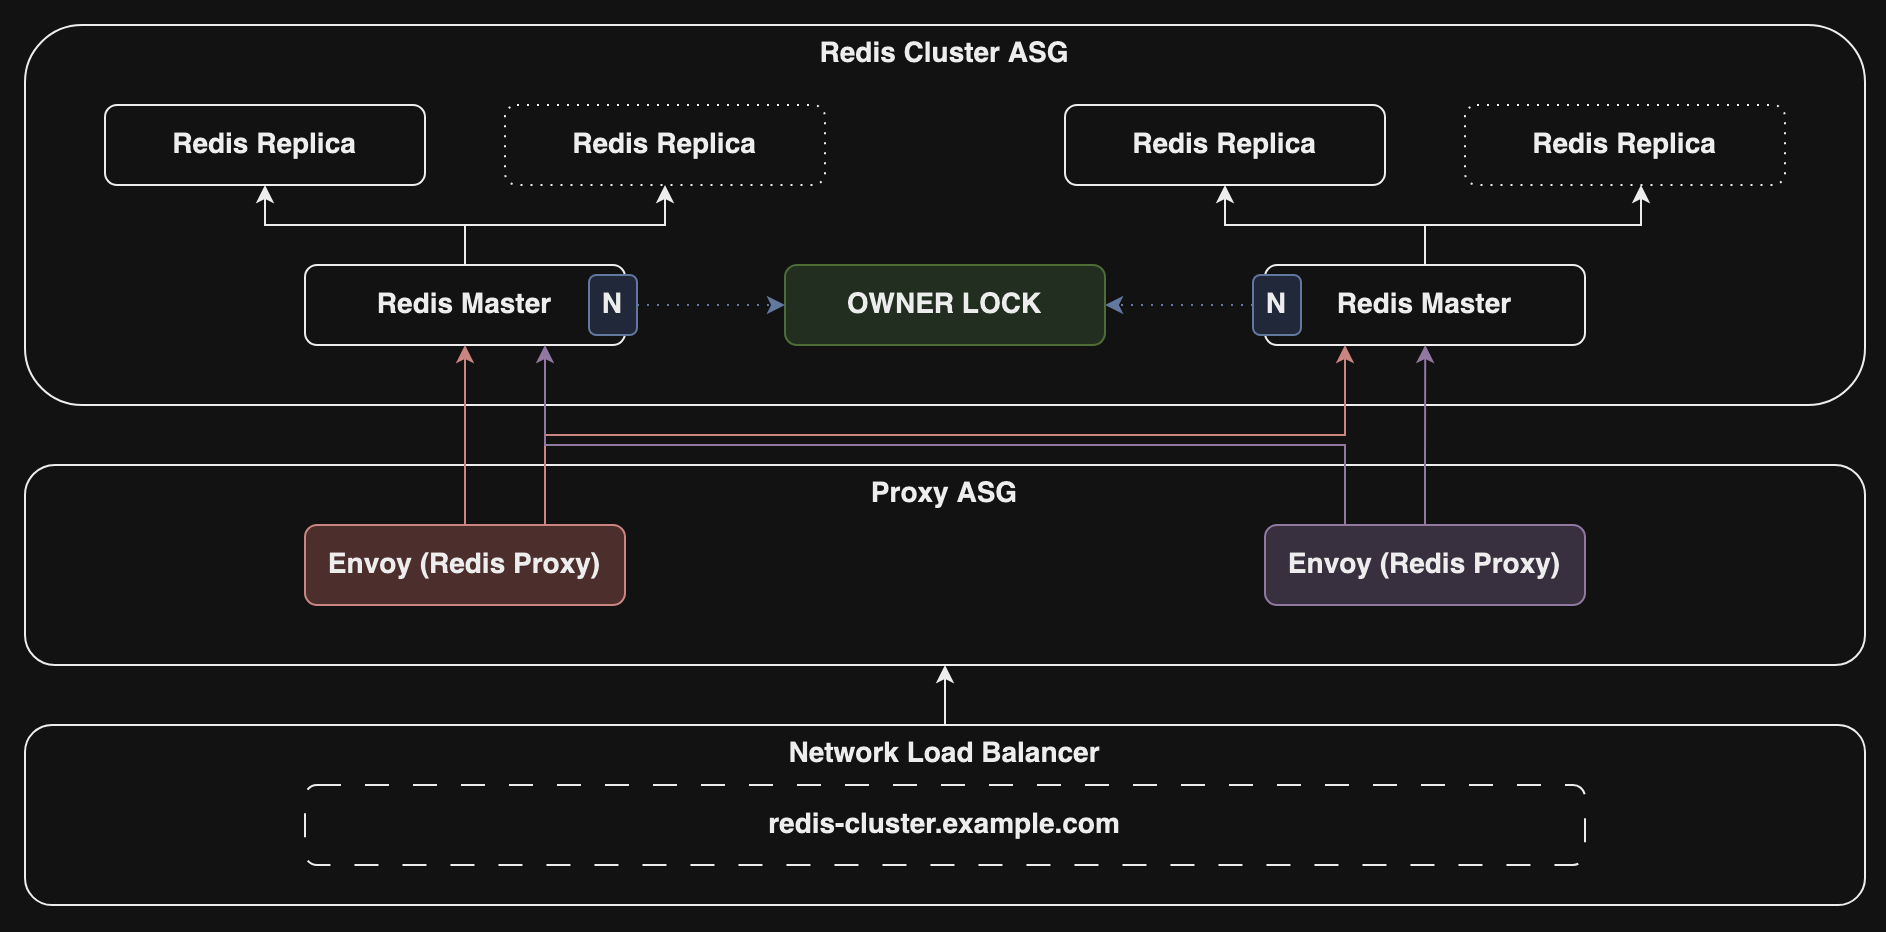 Redis Cluster ASG
Redis Replica
Redis Replica
Redis Replica
Redis Replica
Redis Master
N
OWNER LOCK
N
Redis Master
Proxy ASG
Envoy (Redis Proxy)
Envoy (Redis Proxy)
Network Load Balancer
redis-cluster.example.com